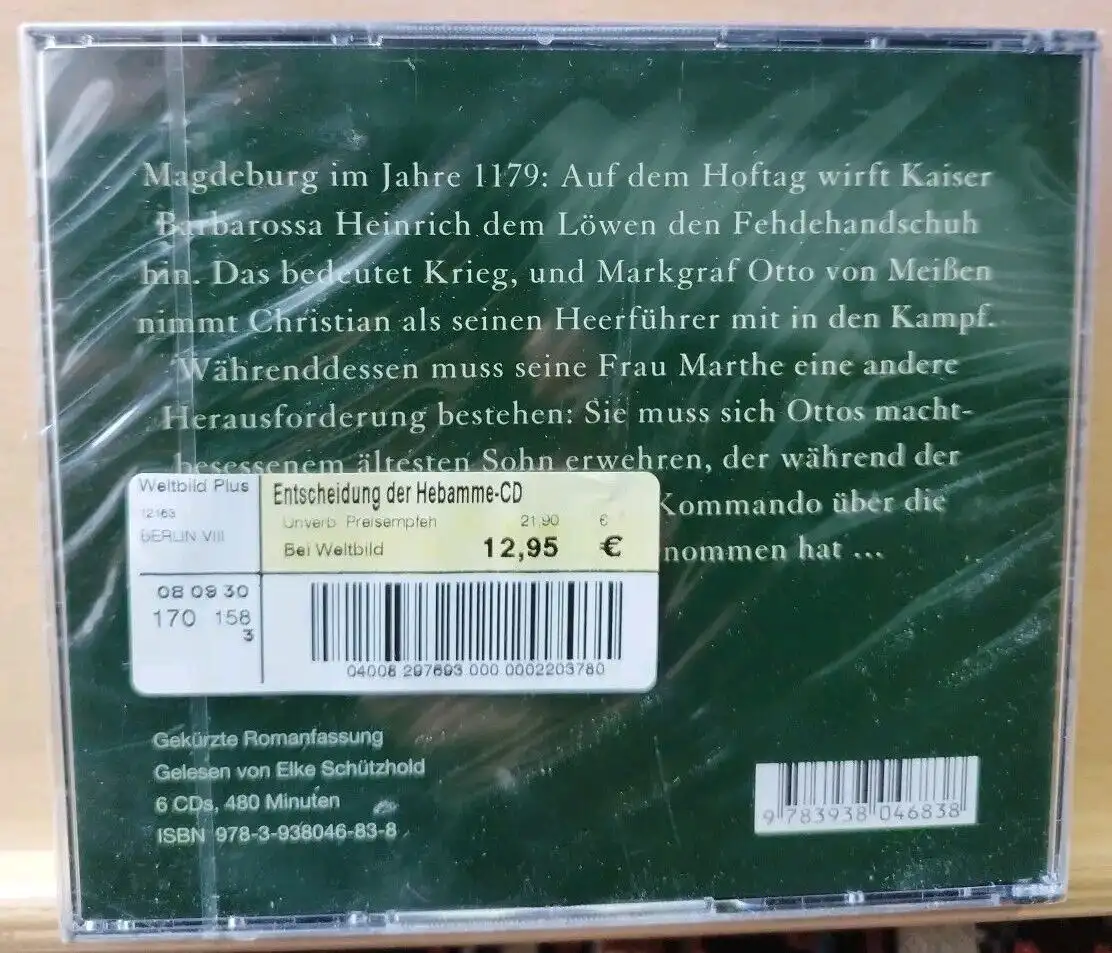 Magdeburg im Jahre 1179: Auf dem Hoftag wirft Kaiser
Barbarossa Heinrich dem Löwen den Fehdehandschuh
hin. Das bedeutet Krieg, und Markgraf Otto von Meißen
nimmt Christian als seinen Heerführer mit in den Kampf.
Währenddessen muss seine Frau Marthe eine andere
Herausforderung bestehen: Sie muss sich Ottos macht-
besessenem ältesten Sohn erwehren, der während der
Kommando über die
nommen hat ...
Weltbild Plus
12163
BERLIN VIII
Entscheidung der Hebamme-CD
Unverb. Preisempfeh 21,90 €
Bei Weltbild 12,95 €
08 09 30
170 158
3
04008 297693 000 0002203780
Gekürzte Romanfassung
Gelesen von Elke Schützhold
6 CDs, 480 Minuten
ISBN 978-3-938046-83-8
9 783938 046838